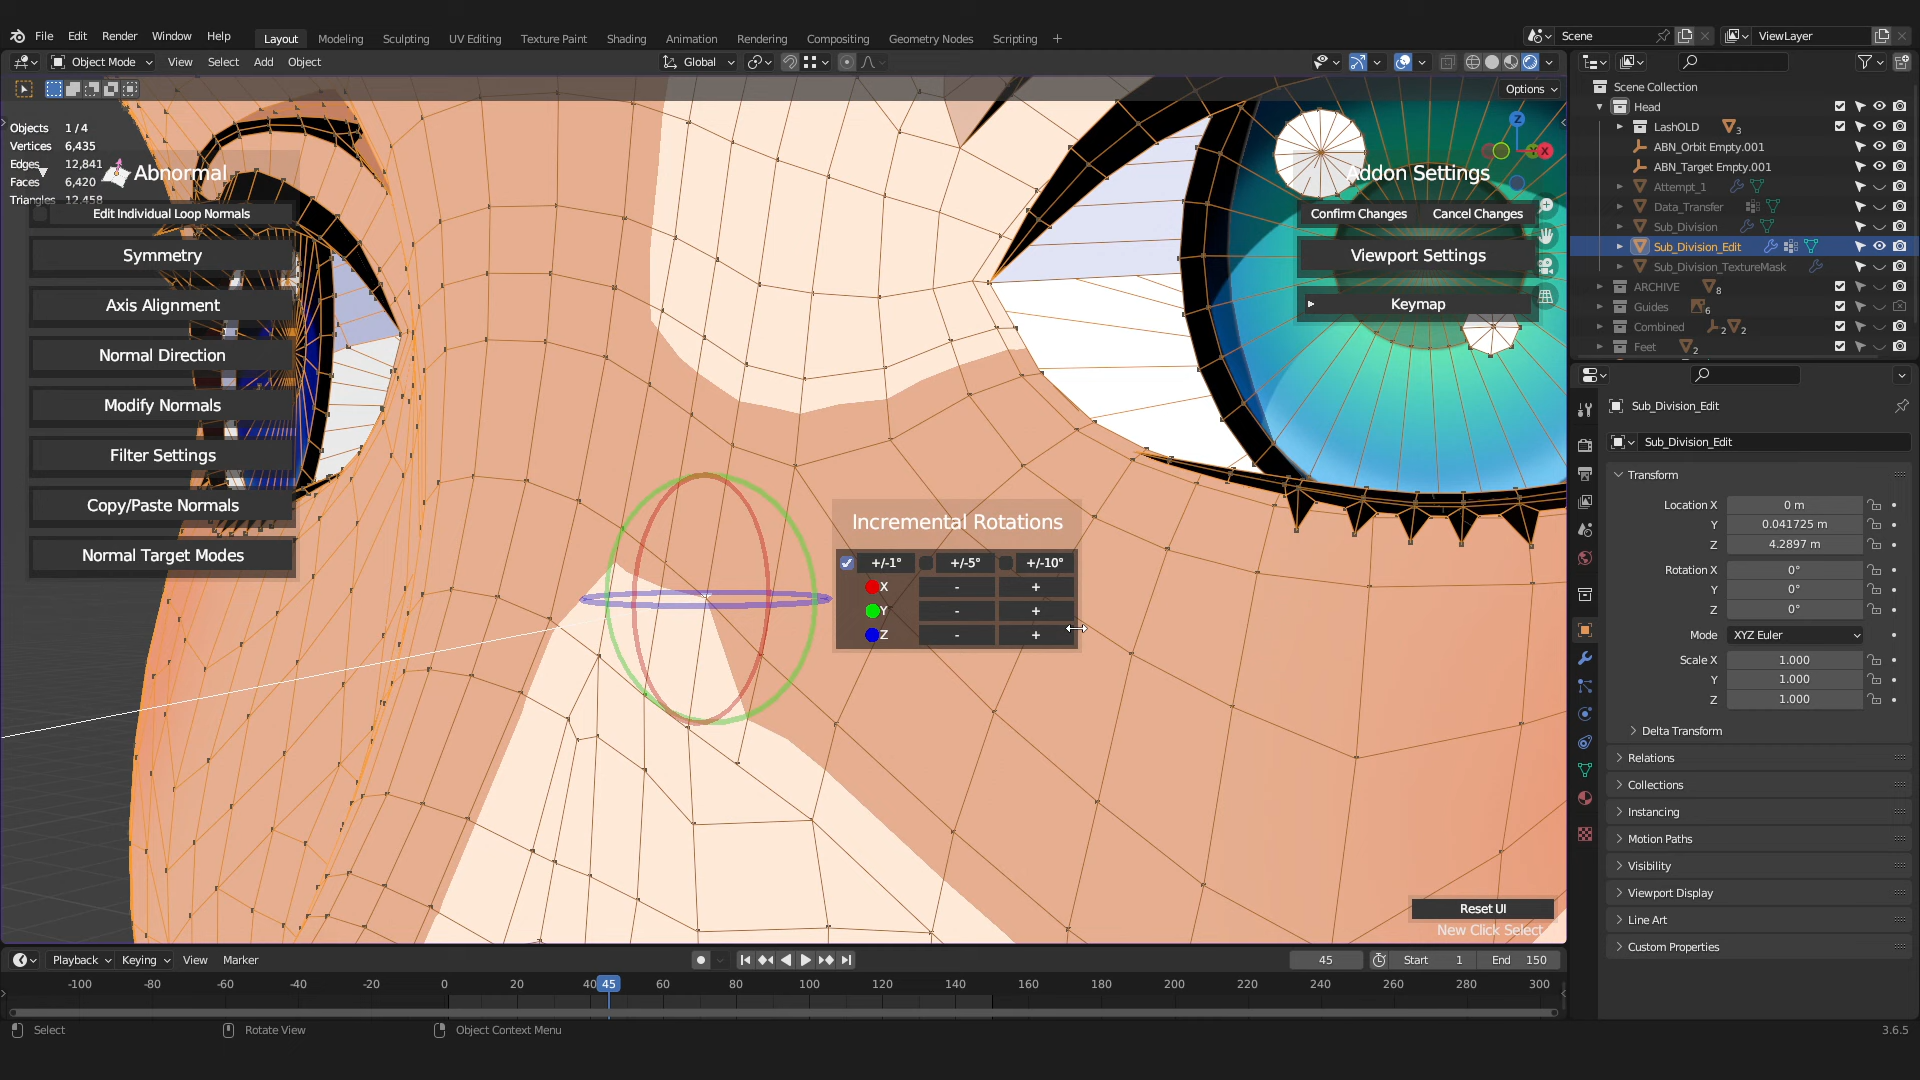 File Edit Render Window Help
Layout Modeling Sculpting UV Editing Texture Paint Shading Animation Rendering Compositing Geometry Nodes Scripting +
Scene
ViewLayer
Object Mode View Select Add Object
Global
Options
Objects 1/4
Vertices 6,435
Edges 12,841
Faces 6,420
Triangles 12,458
Abnormal
Edit Individual Loop Normals
Symmetry
Axis Alignment
Normal Direction
Modify Normals
Filter Settings
Copy/Paste Normals
Normal Target Modes
Incremental Rotations
+/-1° +/-5° +/-10°
X - +
Y - +
Z - +
Z
X
Addon Settings
Confirm Changes Cancel Changes
Viewport Settings
Keymap
Reset UI
New Click Select
Scene Collection
Head
LashOLD 3
ABN_Orbit Empty.001
ABN_Target Empty.001
Attempt_1
Data_Transfer
Sub_Division
Sub_Division_Edit
Sub_Division_TextureMask
ARCHIVE 8
Guides 6
Combined 2 2
Feet 2
Sub_Division_Edit
Sub_Division_Edit
Transform
Location X 0 m
Y 0.041725 m
Z 4.2897 m
Rotation X 0°
Y 0°
Z 0°
Mode XYZ Euler
Scale X 1.000
Y 1.000
Z 1.000
Delta Transform
Relations
Collections
Instancing
Motion Paths
Visibility
Viewport Display
Line Art
Custom Properties
Playback Keying View Marker
45 Start 1 End 150
-100 -80 -60 -40 -20 0 20 40 45 60 80 100 120 140 160 180 200 220 240 260 280 300
Select Rotate View Object Context Menu
3.6.5